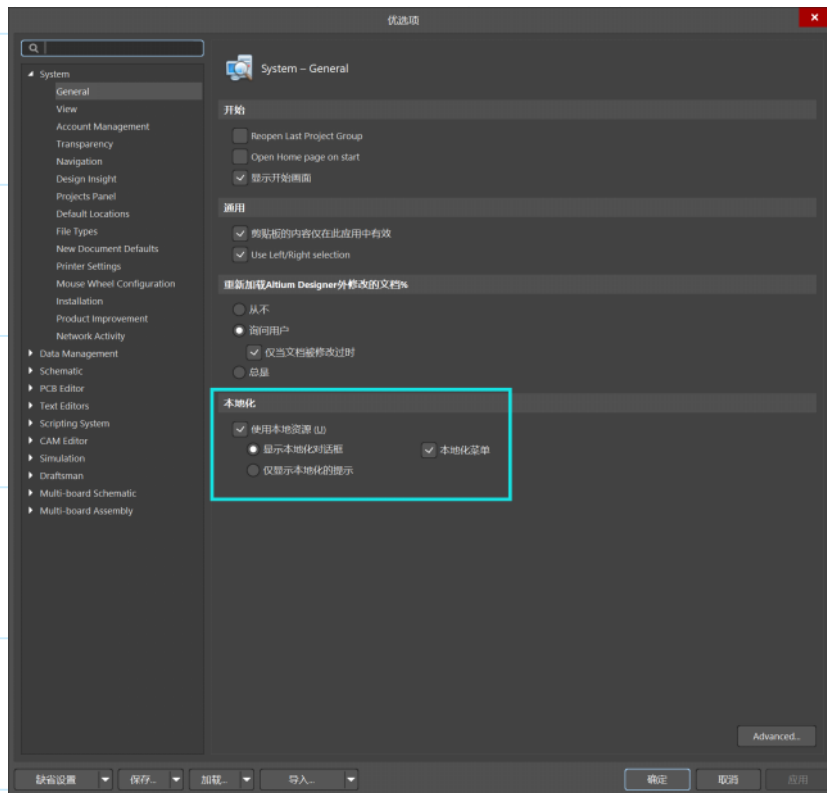 优选项
System
General
View
Account Management
Transparency
Navigation
Design Insight
Projects Panel
Default Locations
File Types
New Document Defaults
Printer Settings
Mouse Wheel Configuration
Installation
Product Improvement
Network Activity
Data Management
Schematic
PCB Editor
Text Editors
Scripting System
CAM Editor
Simulation
Draftsman
Multi-board Schematic
Multi-board Assembly
System – General
开始
Reopen Last Project Group
Open Home page on start
显示开始画面
通用
剪贴板的内容仅在此应用中有效
Use Left/Right selection
重新加载Altium Designer外修改的文档%
从不
询问用户
仅当文档被修改过时
总是
本地化
使用本地资源 (U)
显示本地化对话框 本地化菜单
仅显示本地化的提示
Advanced...
缺省设置 保存... 加载... 导入... 确定 取消 应用